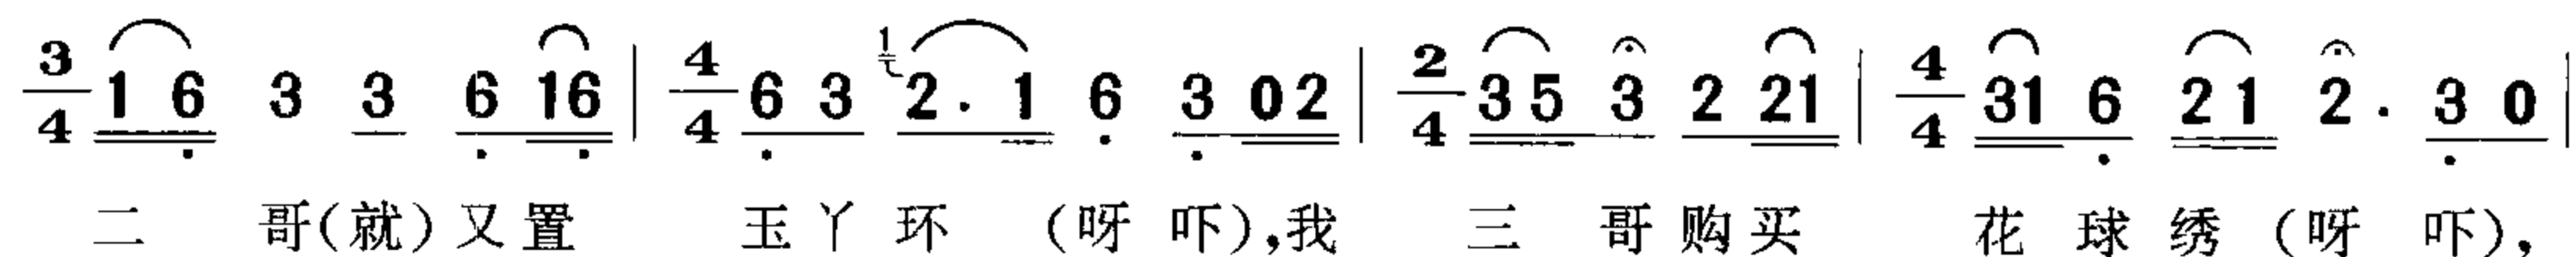 3/4 1 6 3 3 6 16 | 4/4 6 3 1 2. 1 6 3 02 | 2/4 35 3 2 21 | 4/4 31 6 21 2. 3 0 |
二 哥(就)又置 玉丫环 (呀 吓),我 三 哥购买 花 球 绣(呀 吓),